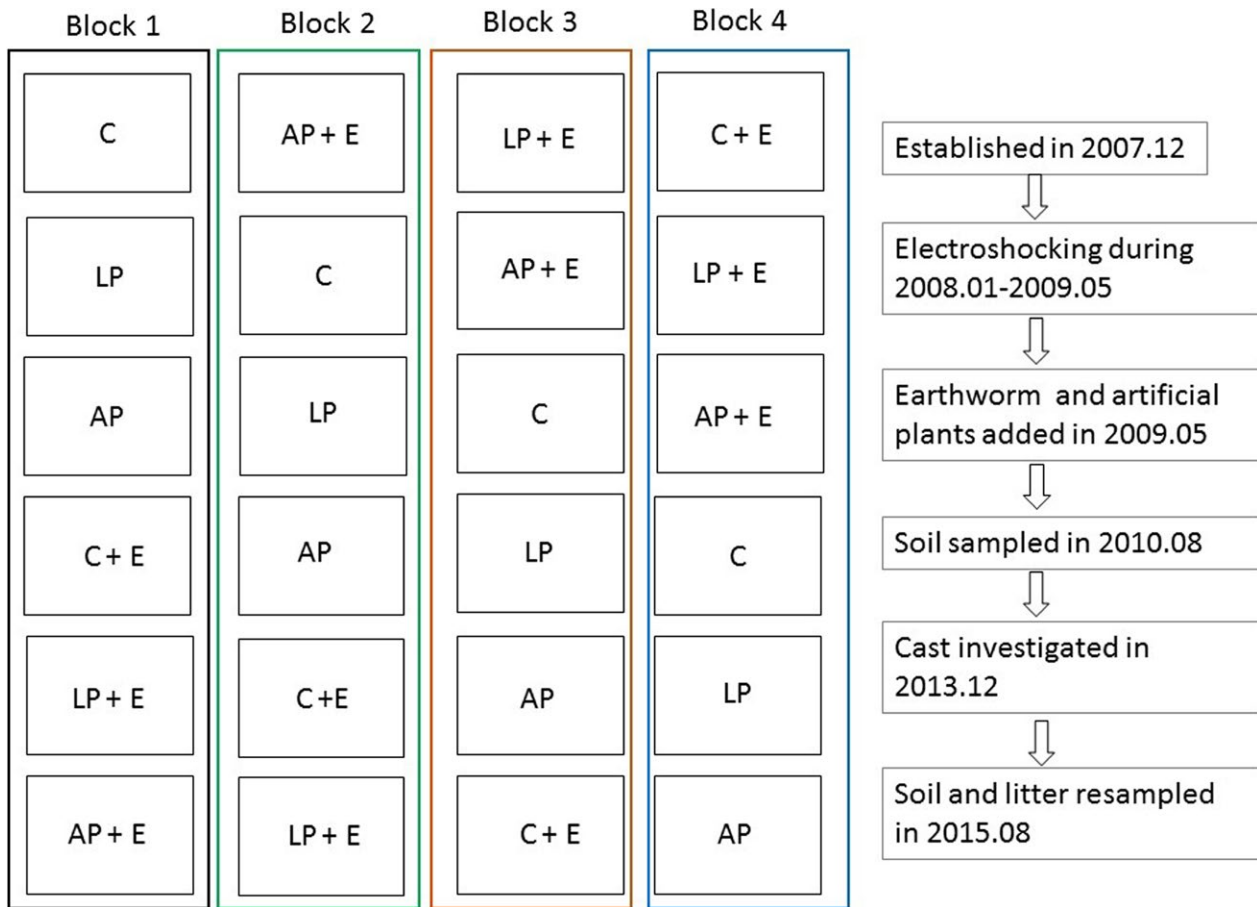 Block 1
Block 2
Block 3
Block 4
C
AP + E
LP + E
C + E
LP
C
AP + E
LP + E
AP
LP
C
AP + E
C + E
AP
LP
C
LP + E
C +E
AP
LP
AP + E
LP + E
C + E
AP
Established in 2007.12
Electroshocking during
2008.01-2009.05
Earthworm and artificial
plants added in 2009.05
Soil sampled in 2010.08
Cast investigated in
2013.12
Soil and litter resampled
in 2015.08